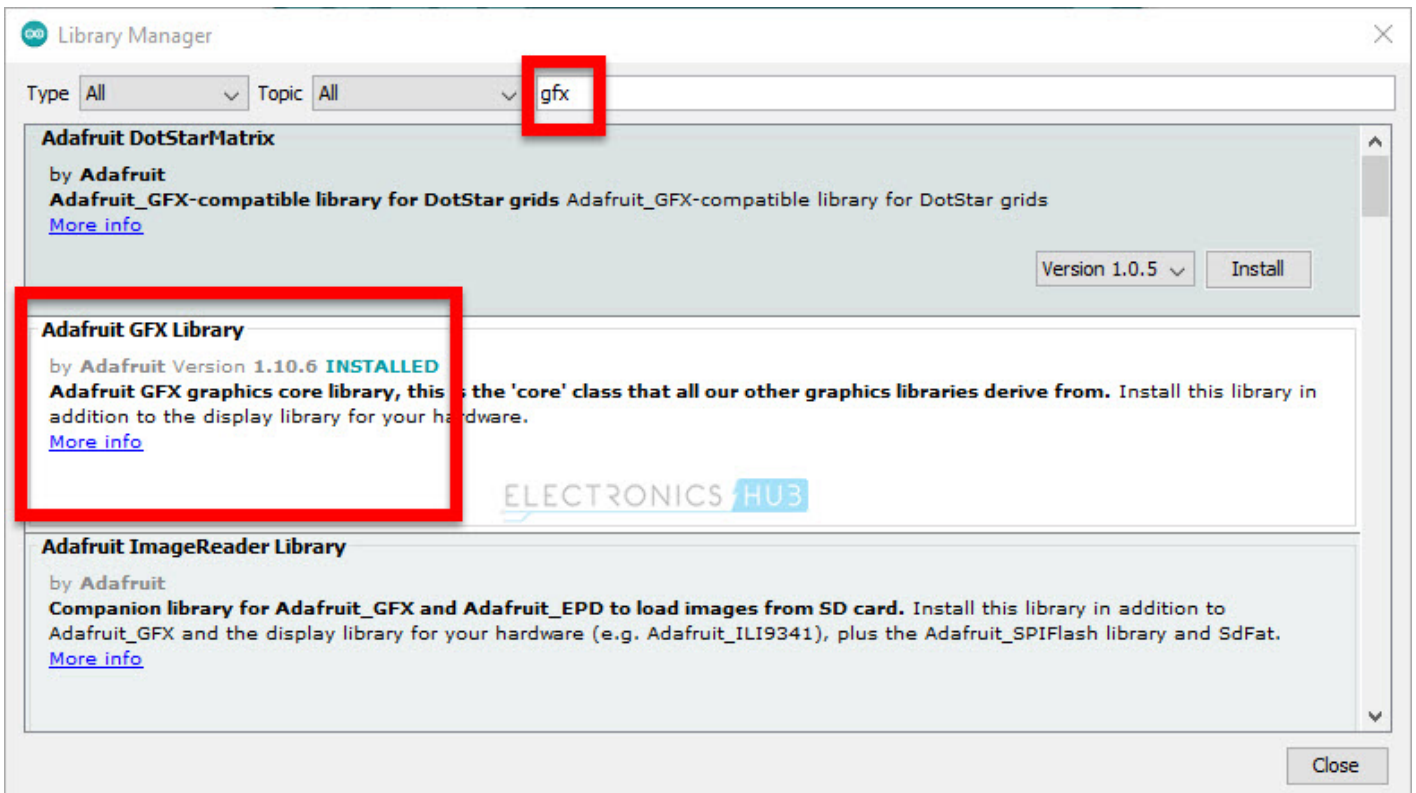 Library Manager
Type All Topic All gfx
Adafruit DotStarMatrix
by Adafruit
Adafruit_GFX-compatible library for DotStar grids Adafruit_GFX-compatible library for DotStar grids
More info
Version 1.0.5 Install
Adafruit GFX Library
by Adafruit Version 1.10.6 INSTALLED
Adafruit GFX graphics core library, this is the 'core' class that all our other graphics libraries derive from. Install this library in
addition to the display library for your hardware.
More info
ELECTRONICS HUB
Adafruit ImageReader Library
by Adafruit
Companion library for Adafruit_GFX and Adafruit_EPD to load images from SD card. Install this library in addition to
Adafruit_GFX and the display library for your hardware (e.g. Adafruit_ILI9341), plus the Adafruit_SPIFlash library and SdFat.
More info
Close